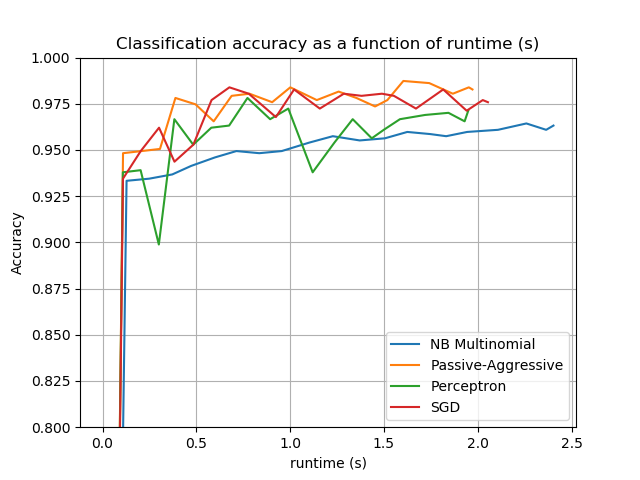 Classification accuracy as a function of runtime (s)
1.000
0.975
0.950
0.925
0.900
0.875
0.850
0.825
0.800
Accuracy
NB Multinomial
Passive-Aggressive
Perceptron
SGD
0.0 0.5 1.0 1.5 2.0 2.5
runtime (s)